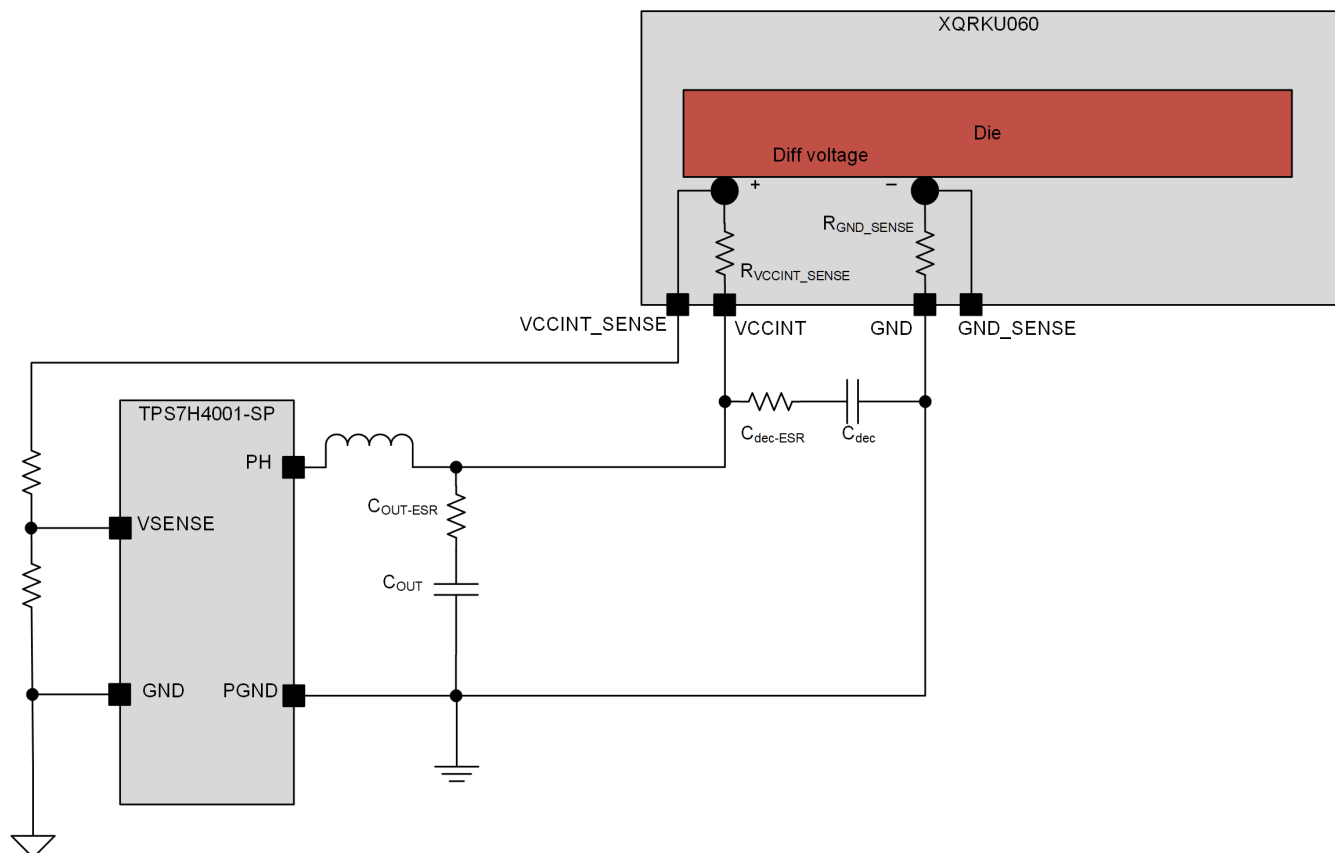 XQRKU060
Die
Diff voltage
+
−
RGND_SENSE
RVCCINT_SENSE
VCCINT_SENSE
VCCINT
GND
GND_SENSE
TPS7H4001-SP
Cdec-ESR
Cdec
PH
COUT-ESR
VSENSE
COUT
GND
PGND